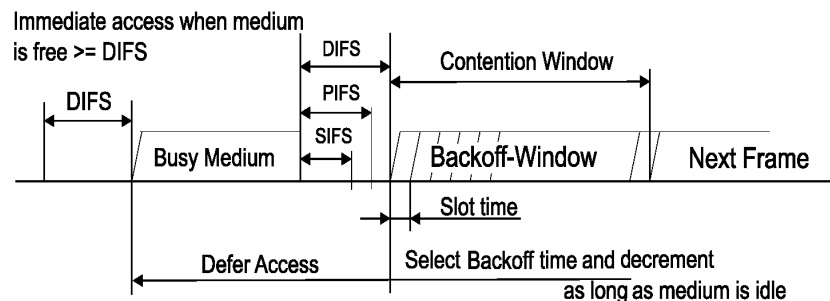 Immediate access when medium
is free >= DIFS
DIFS
DIFS
Contention Window
PIFS
SIFS
Busy Medium
Backoff-Window
Next Frame
Slot time
Defer Access
Select Backoff time and decrement
as long as medium is idle